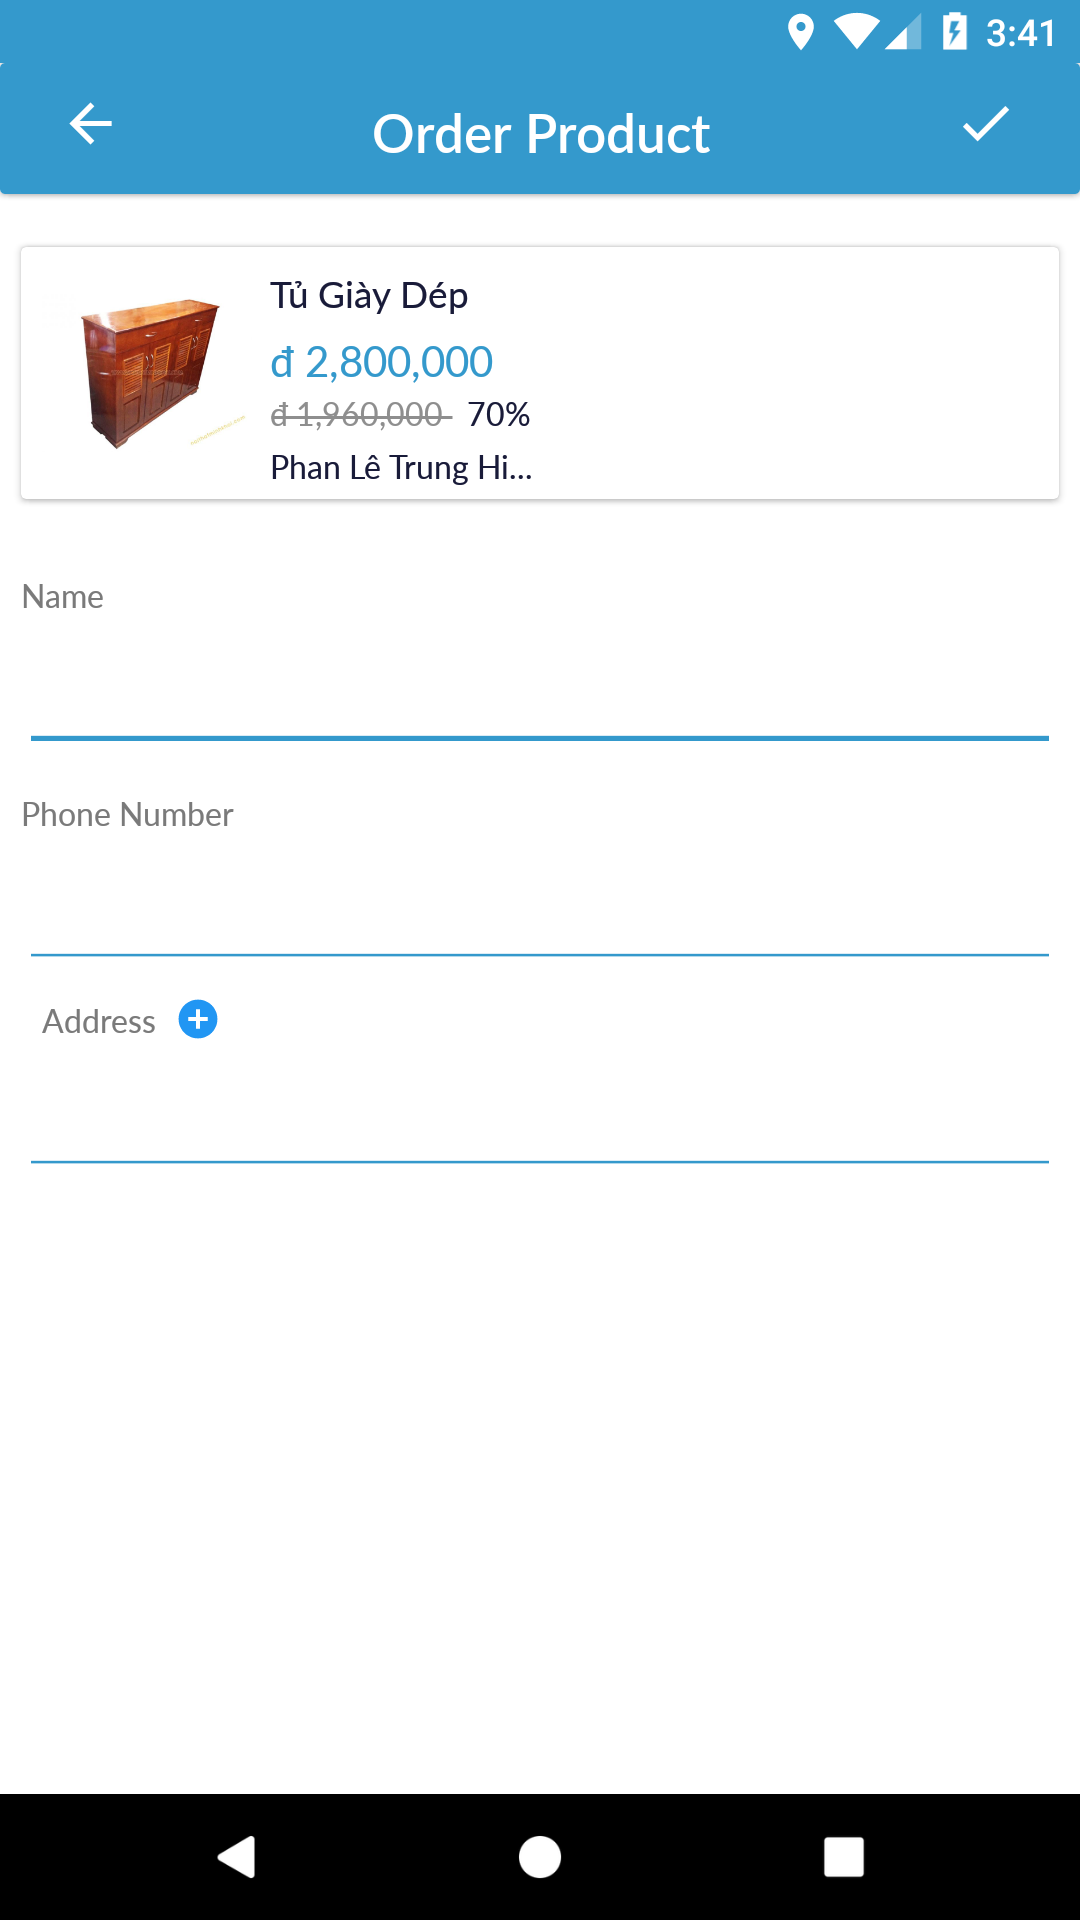 3:41
Order Product
Tủ Giày Dép
đ 2,800,000
đ 1,960,000 70%
Phan Lê Trung Hi...
Name
Phone Number
Address